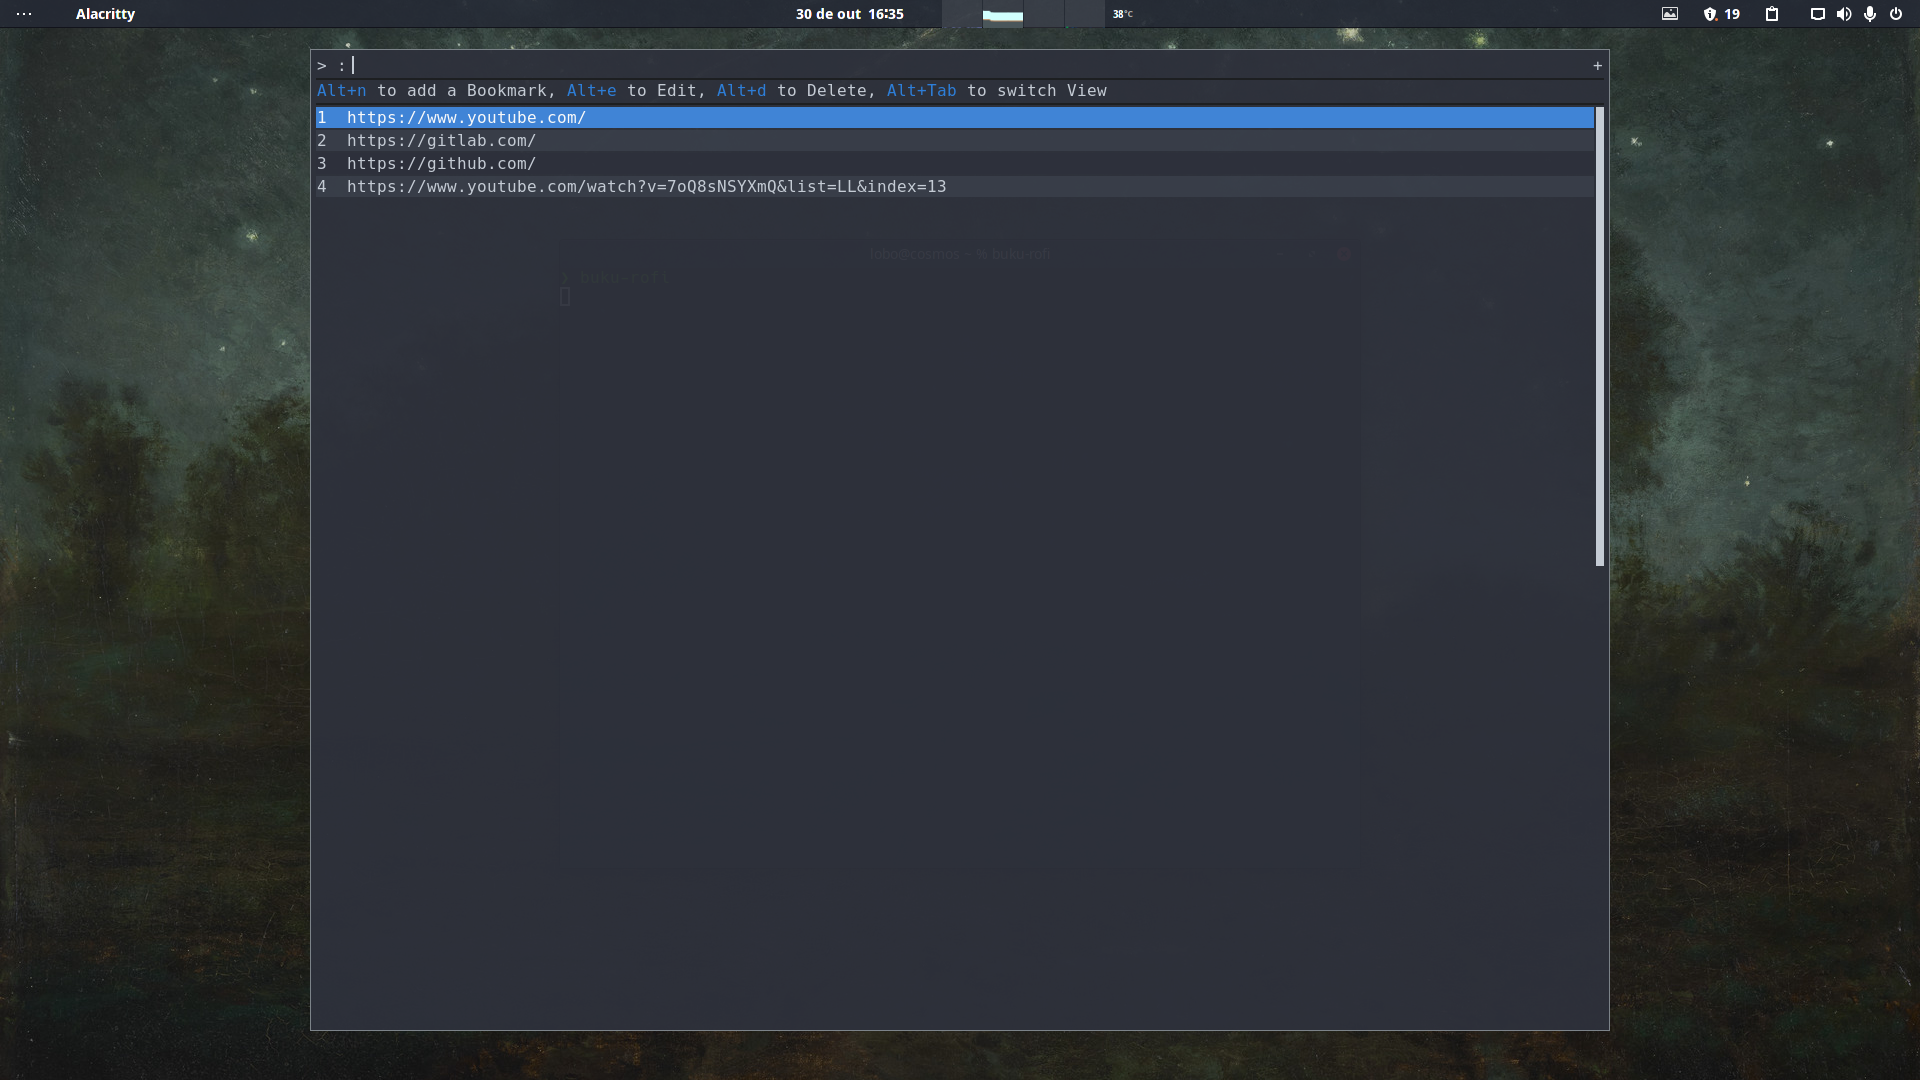 Alacritty
30 de out 16:35
38°C
19
> :
+
Alt+n to add a Bookmark, Alt+e to Edit, Alt+d to Delete, Alt+Tab to switch View
1 https://www.youtube.com/
2 https://gitlab.com/
3 https://github.com/
4 https://www.youtube.com/watch?v=7oQ8sNSYXmQ&list=LL&index=13
lobo@cosmos ~ % buku-rofi
❯ buku-rofi